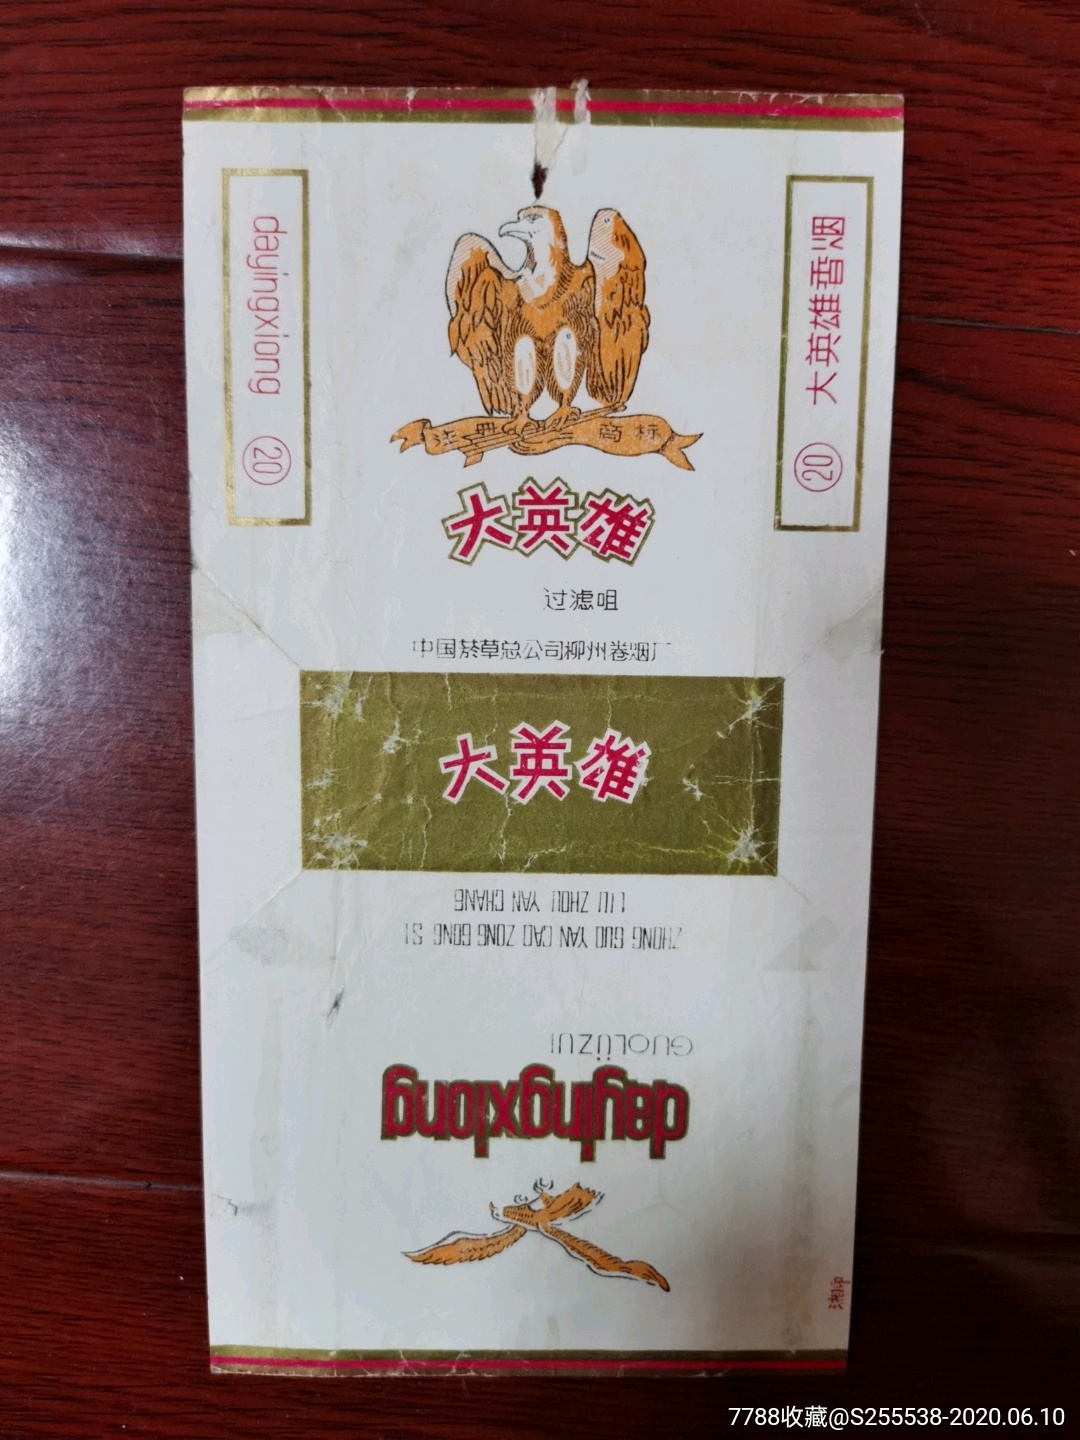 dayingxiong 20
大英雄香烟 20
注册商标
大英雄
过滤咀
中国菸草总公司柳州卷烟厂
大英雄
LIU ZHOU YAN CHANG
ZHONG GUO YAN CAO ZONG GONG SI
GUOLÜZUI
dayingxiong
7788收藏@S255538-2020.06.10